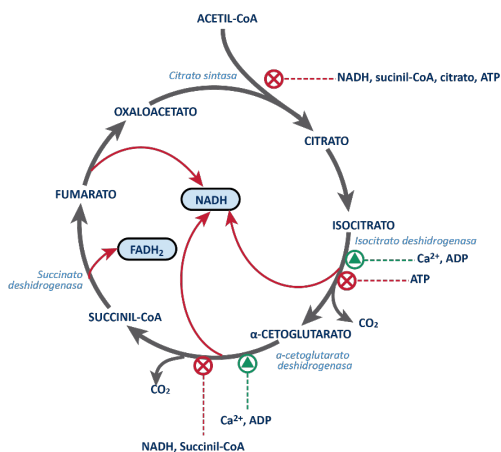 ACETIL-CoA
Citrato sintasa
NADH, sucinil-CoA, citrato, ATP
OXALOACETATO
CITRATO
FUMARATO
NADH
ISOCITRATO
Isocitrato deshidrogenasa
FADH₂
Ca²⁺, ADP
Succinato
deshidrogenasa
ATP
SUCCINIL-CoA
CO₂
α-CETOGLUTARATO
α-cetoglutarato
deshidrogenasa
CO₂
Ca²⁺, ADP
NADH, Succinil-CoA